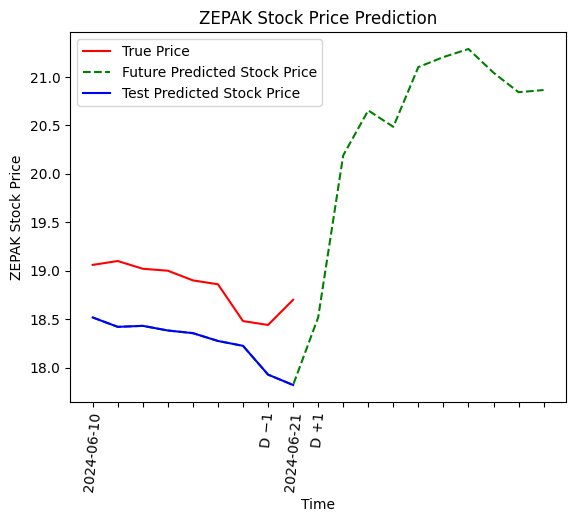 ZEPAK Stock Price Prediction
True Price
Future Predicted Stock Price
Test Predicted Stock Price
ZEPAK Stock Price
21.0
20.5
20.0
19.5
19.0
18.5
18.0
2024-06-10
D −1
2024-06-21
D +1
Time